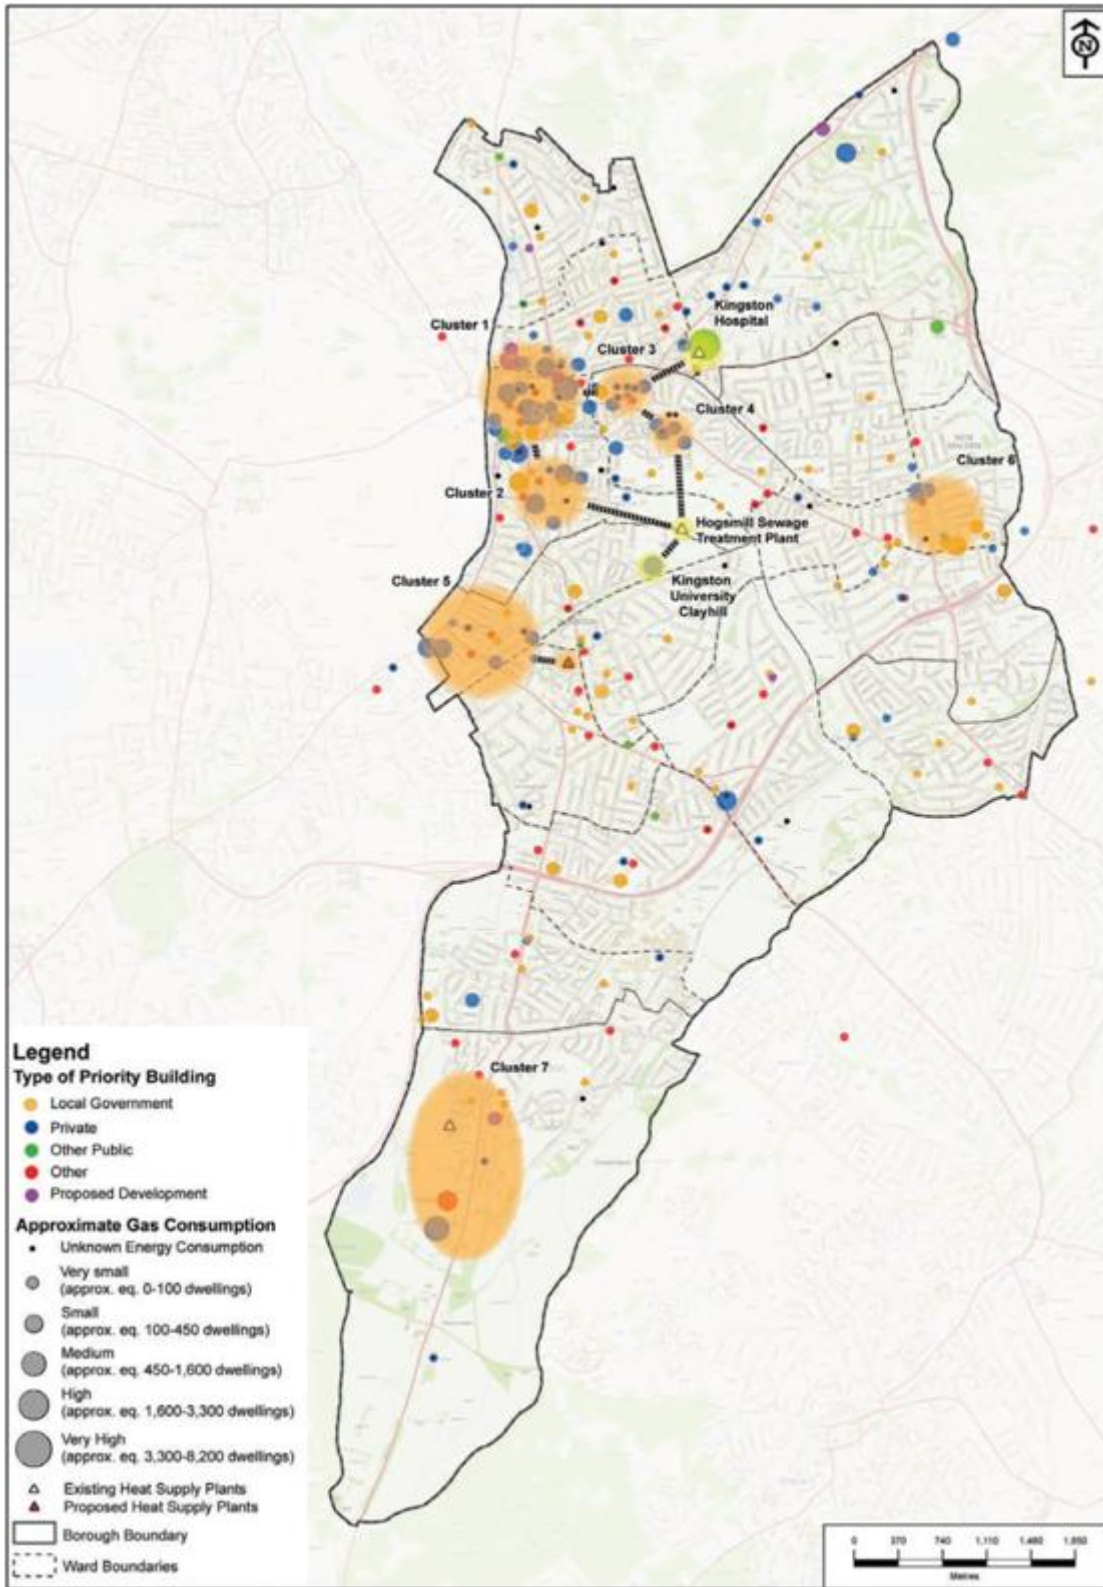 N
Cluster 1
Kingston
Hospital
Cluster 3
Cluster 4
Cluster 6
Cluster 2
Hogsmill Sewage
Treatment Plant
Cluster 5
Kingston
University
Clayhill
Cluster 7
Legend
Type of Priority Building
Local Government
Private
Other Public
Other
Proposed Development
Approximate Gas Consumption
Unknown Energy Consumption
Very small
(approx. eq. 0-100 dwellings)
Small
(approx. eq. 100-450 dwellings)
Medium
(approx. eq. 450-1,600 dwellings)
High
(approx. eq. 1,600-3,300 dwellings)
Very High
(approx. eq. 3,300-8,200 dwellings)
Existing Heat Supply Plants
Proposed Heat Supply Plants
Borough Boundary
Ward Boundaries
0 370 740 1,110 1,480 1,850
Metres